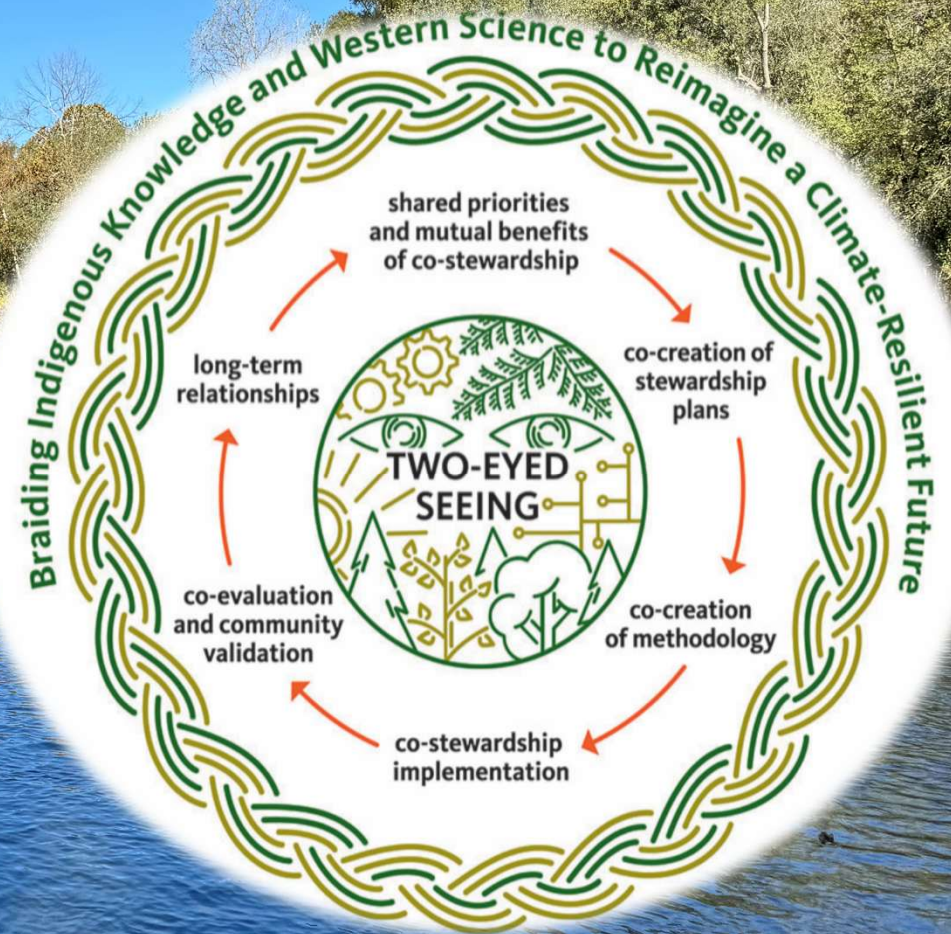 Braiding Indigenous Knowledge and Western Science to Reimagine a Climate-Resilient Future
shared priorities
and mutual benefits
of co-stewardship
co-creation of
stewardship
plans
co-creation
of methodology
co-stewardship
implementation
co-evaluation
and community
validation
long-term
relationships
TWO-EYED
SEEING